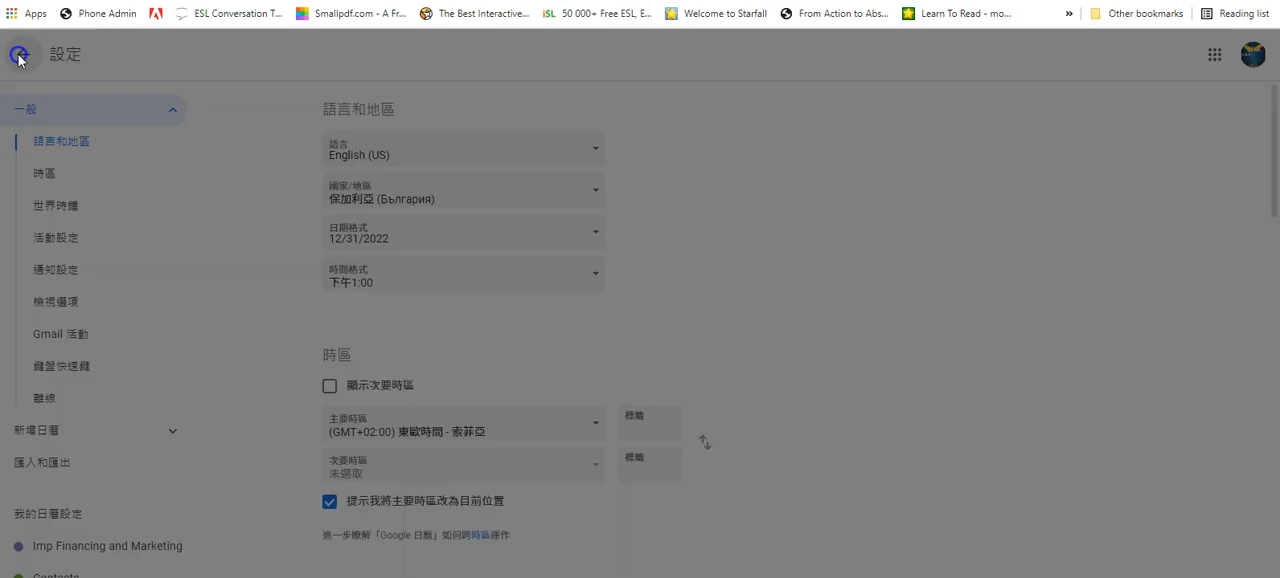 Apps
Phone Admin
ESL Conversation T...
Smallpdf.com - A Fr...
The Best Interactive...
iSL
50 000+ Free ESL, E...
Welcome to Starfall
From Action to Abs...
Learn To Read - mo...
»
Other bookmarks
Reading list
設定
一般
語言和地區
時區
世界時鐘
活動設定
通知設定
檢視選項
Gmail 活動
鍵盤快速鍵
離線
新增日曆
匯入和匯出
我的日曆設定
Imp Financing and Marketing
Contacts
語言和地區
語言
English (US)
國家/地區
保加利亞 (България)
日期格式
12/31/2022
時間格式
下午1:00
時區
顯示次要時區
主要時區
(GMT+02:00) 東歐時間 - 索菲亞
標籤
次要時區
未選取
標籤
提示我將主要時區改為目前位置
進一步瞭解「Google 日曆」如何跨時區運作